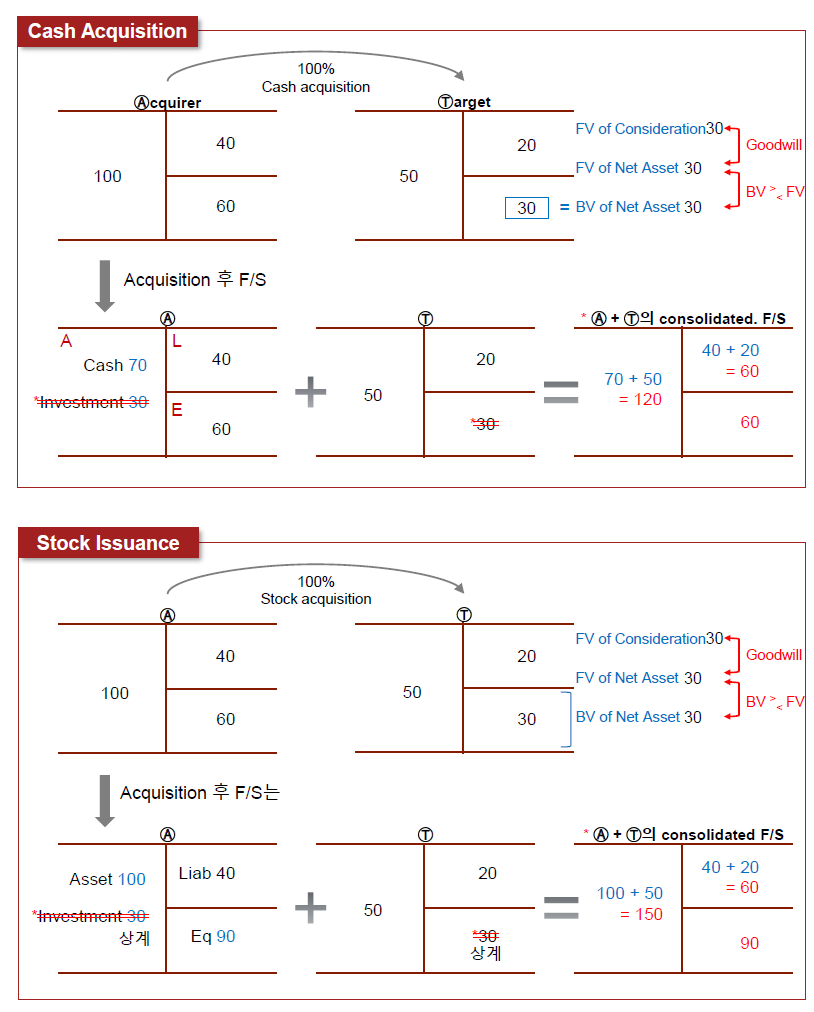 Cash Acquisition
100%
Cash acquisition
Ⓐcquirer
Ⓣarget
100
40
60
50
20
30
= BV of Net Asset 30
FV of Consideration30
FV of Net Asset 30
Goodwill
BV > < FV
Acquisition 후 F/S
Ⓐ
Ⓣ
* Ⓐ + Ⓣ의 consolidated. F/S
A
L
Cash 70
40
*Investment 30
E
60
+
50
20
*30
=
70 + 50
= 120
40 + 20
= 60
60
Stock Issuance
100%
Stock acquisition
Ⓐ
Ⓣ
100
40
60
50
20
30
FV of Consideration30
FV of Net Asset 30
BV of Net Asset 30
Goodwill
BV > < FV
Acquisition 후 F/S는
Ⓐ
Ⓣ
* Ⓐ + Ⓣ의 consolidated F/S
Asset 100
Liab 40
*Investment 30
상계
Eq 90
+
50
20
*30
상계
=
100 + 50
= 150
40 + 20
= 60
90